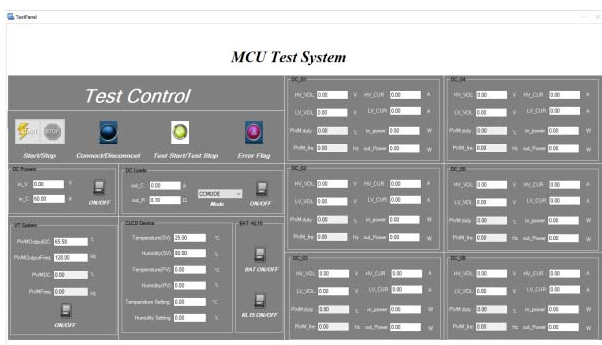 TestPanel
MCU Test System
Test Control
START STOP
Start/Stop Connect/Disconncet Test Start/Test Stop Error Flag
DC Powers
in_V 0.00 V
in_C 60.00 A
ON/OFF
DC Loads
out_C 0.00 A
out_R 0.10 Ω
CCMODE
Mode
ON/OFF
VT System
PWMOutputDC 65.58 %
PWMOutputFreq 128.00 Hz
PWMDC 0.00 %
PWMFreq 0.00 Hz
ON/OFF
CLCD Device
Temperature(SV) 25.00 ℃
Humidity(SV) 80.00 %
Temperature(PV) 0.00 ℃
Humidity(PV) 0.00 %
Temperature Setting 0.00 ℃
Humidity Setting 0.00 %
BAT KL15
BAT ON/OFF
KL15 ON/OFF
DC_01
HV_VOL 0.00 V HV_CUR 0.00 A
LV_VOL 0.00 V LV_CUR 0.00 A
PWMduty 0.00 % in_power 0.00 W
PWM_fre 0.00 Hz out_Power 0.00 W
DC_02
HV_VOL 0.00 V HV_CUR 0.00 A
LV_VOL 0.00 V LV_CUR 0.00 A
PWMduty 0.00 % in_power 0.00 W
PWM_fre 0.00 Hz out_Power 0.00 W
DC_03
HV_VOL 0.00 V HV_CUR 0.00 A
LV_VOL 0.00 V LV_CUR 0.00 A
PWMduty 0.00 % in_power 0.00 W
PWM_fre 0.00 Hz out_Power 0.00 W
DC_04
HV_VOL 0.00 V HV_CUR 0.00 A
LV_VOL 0.00 V LV_CUR 0.00 A
PWMduty 0.00 % in_power 0.00 W
PWM_fre 0.00 Hz out_Power 0.00 W
DC_05
HV_VOL 0.00 V HV_CUR 0.00 A
LV_VOL 0.00 V LV_CUR 0.00 A
PWMduty 0.00 % in_power 0.00 W
PWM_fre 0.00 Hz out_Power 0.00 W
DC_06
HV_VOL 0.00 V HV_CUR 0.00 A
LV_VOL 0.00 V LV_CUR 0.00 A
PWMduty 0.00 % in_power 0.00 W
PWM_fre 0.00 Hz out_Power 0.00 W